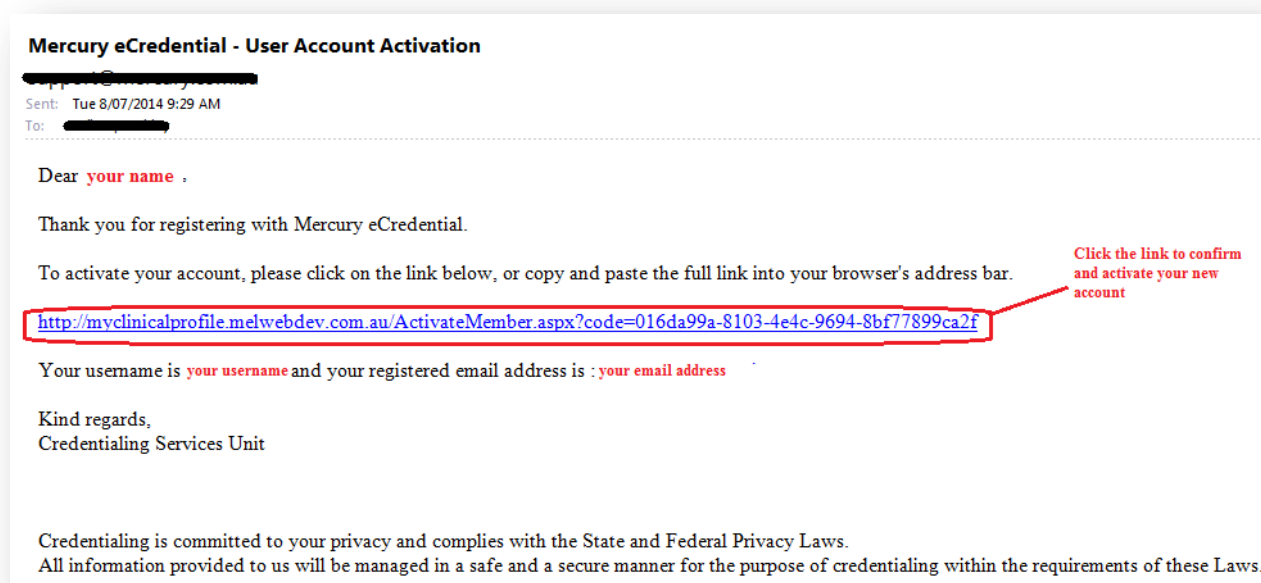 Mercury eCredential - User Account Activation
Sent: Tue 8/07/2014 9:29 AM
To:
Dear your name ,
Thank you for registering with Mercury eCredential.
To activate your account, please click on the link below, or copy and paste the full link into your browser's address bar.
Click the link to confirm
and activate your new
account
http://myclinicalprofile.melwebdev.com.au/ActivateMember.aspx?code=016da99a-8103-4e4c-9694-8bf77899ca2f
Your username is your username and your registered email address is : your email address
Kind regards,
Credentialing Services Unit
Credentialing is committed to your privacy and complies with the State and Federal Privacy Laws.
All information provided to us will be managed in a safe and a secure manner for the purpose of credentialing within the requirements of these Laws.